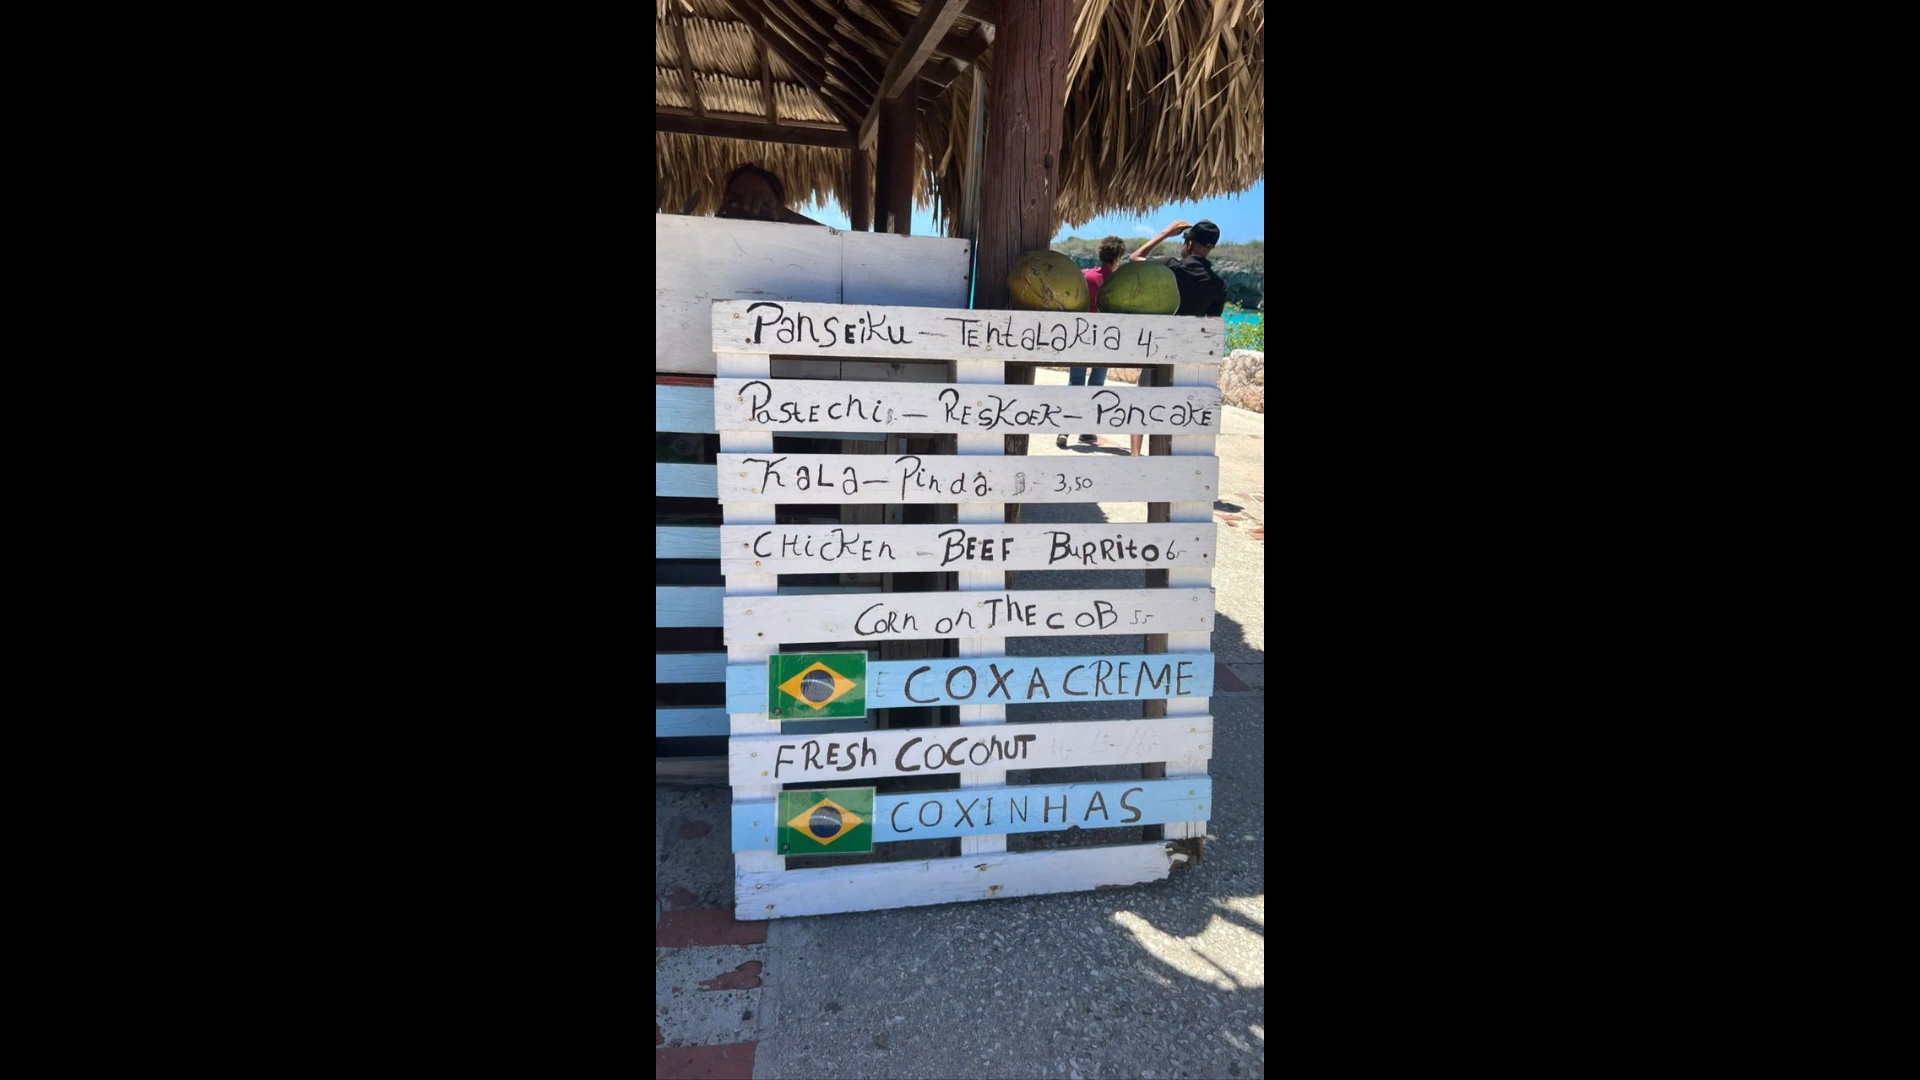 Panseiku - Tentalaria 4,-
Pastechi - Reskoek - Pancake
Kala - Pinda 3,50
Chicken - Beef Burrito 6,-
Corn on The cob 5,-
COXA CREME
FRESh COCONUT
COXINHAS